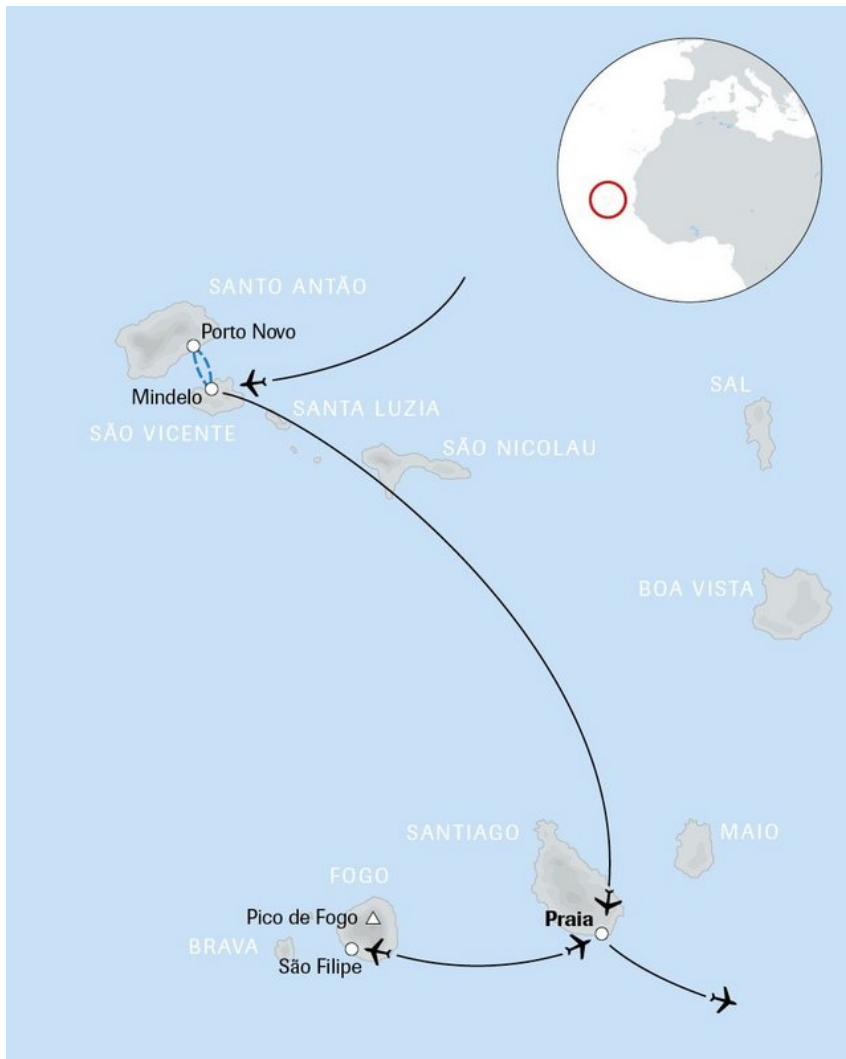 SANTO ANTÃO
Porto Novo
Mindelo
SÃO VICENTE
SANTA LUZIA
SÃO NICOLAU
SAL
BOA VISTA
SANTIAGO
MAIO
FOGO
Pico de Fogo
Praia
BRAVA
São Filipe